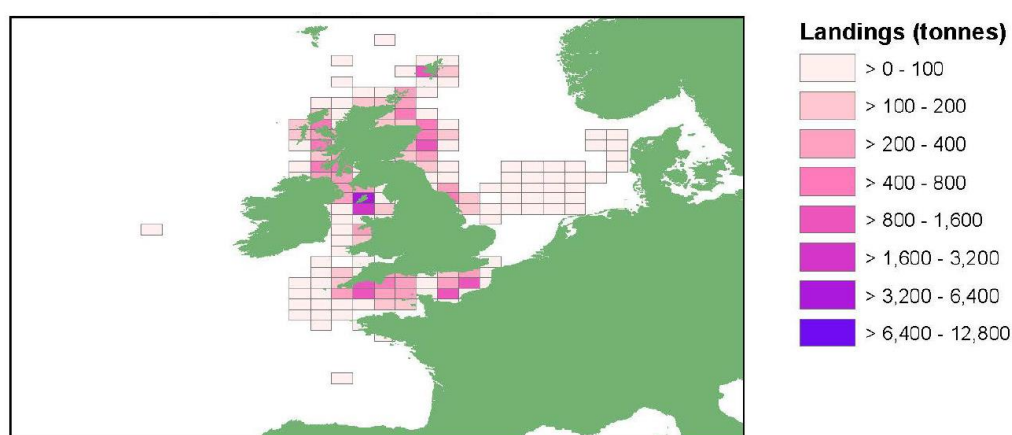 Landings (tonnes)
> 0 - 100
> 100 - 200
> 200 - 400
> 400 - 800
> 800 - 1,600
> 1,600 - 3,200
> 3,200 - 6,400
> 6,400 - 12,800